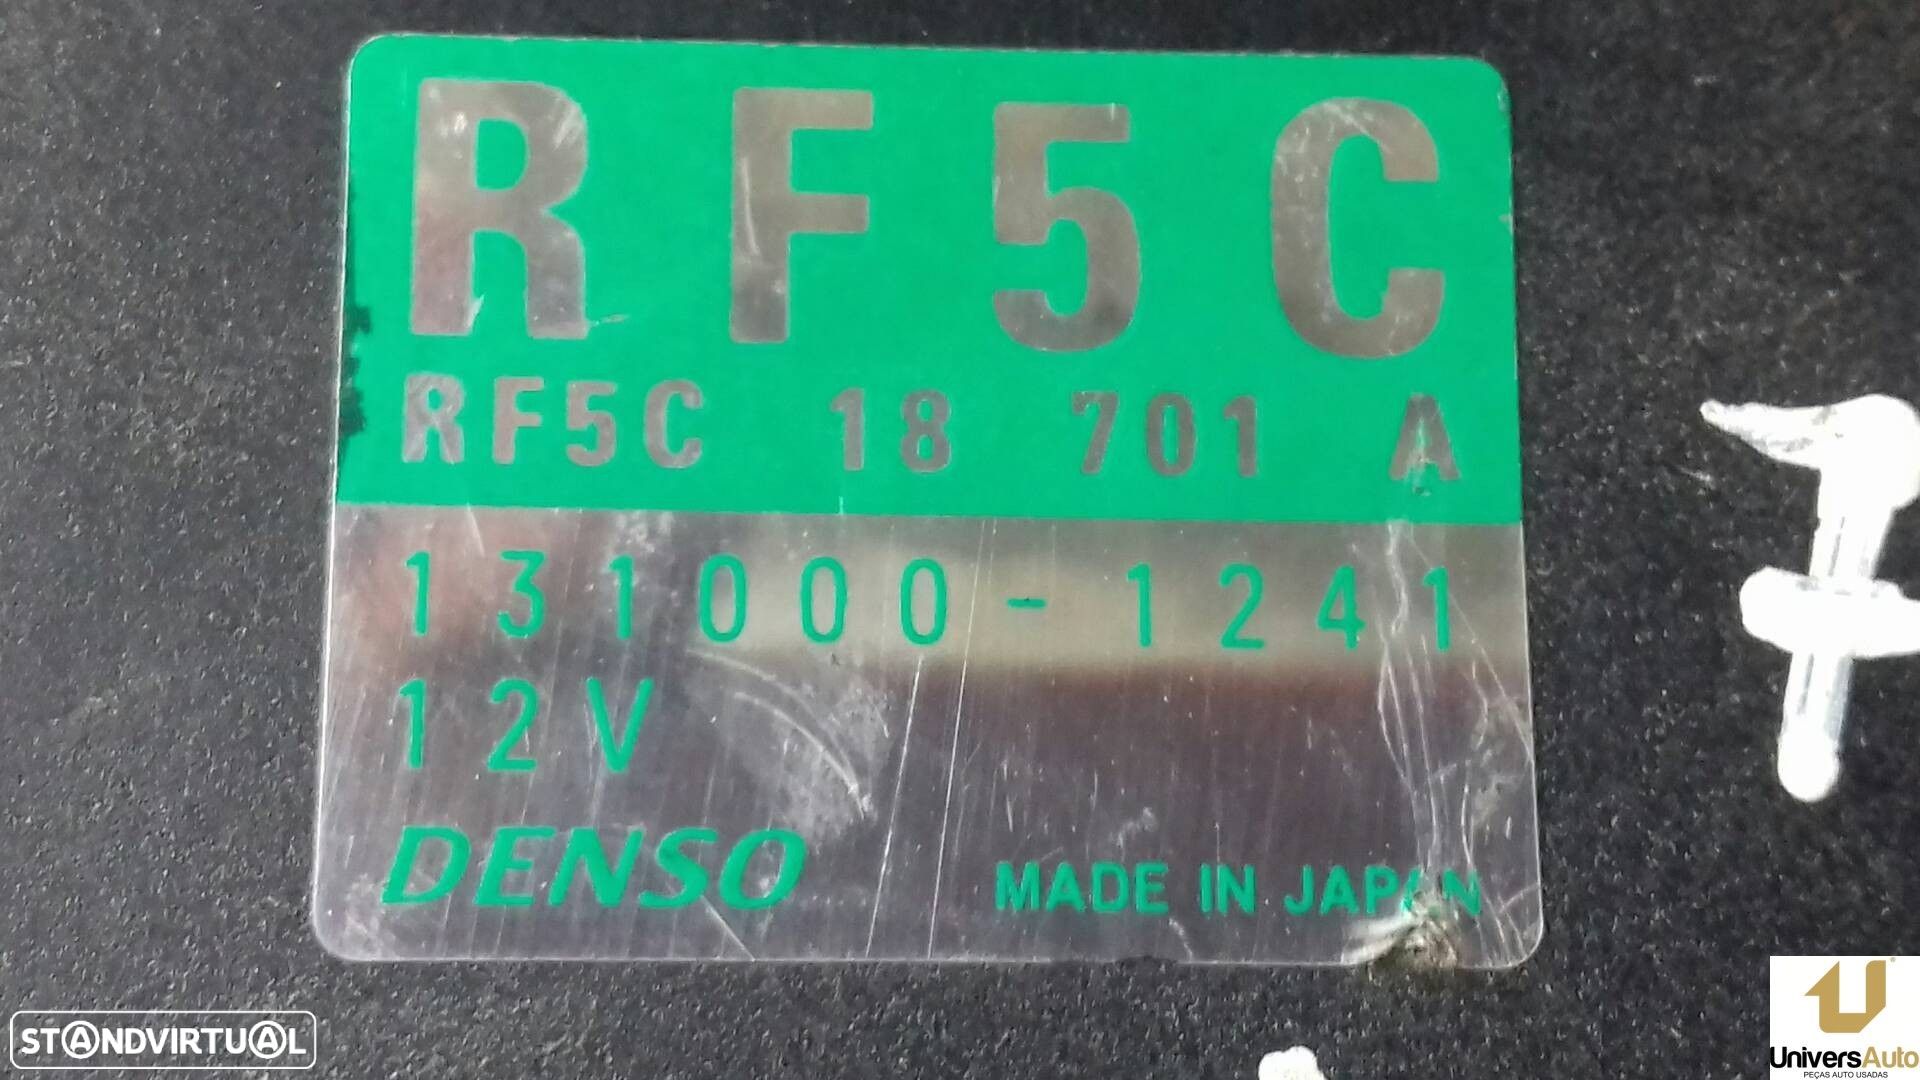 RF5C
RF5C 18 701 A
131000-1241
12V
DENSO
MADE IN JAPAN
STANDVIRTUAL
UniversAuto
PEÇAS AUTO USADAS